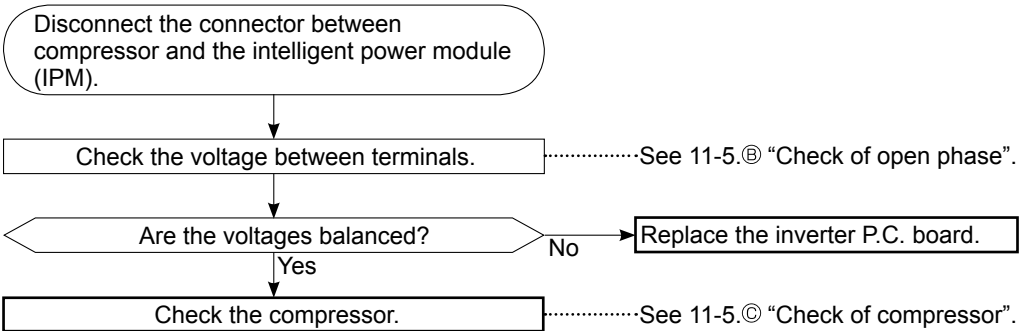 Disconnect the connector between
compressor and the intelligent power module
(IPM).
Check the voltage between terminals.
See 11-5.Ⓑ “Check of open phase”.
Are the voltages balanced?
No
Replace the inverter P.C. board.
Yes
Check the compressor.
See 11-5.Ⓒ “Check of compressor”.